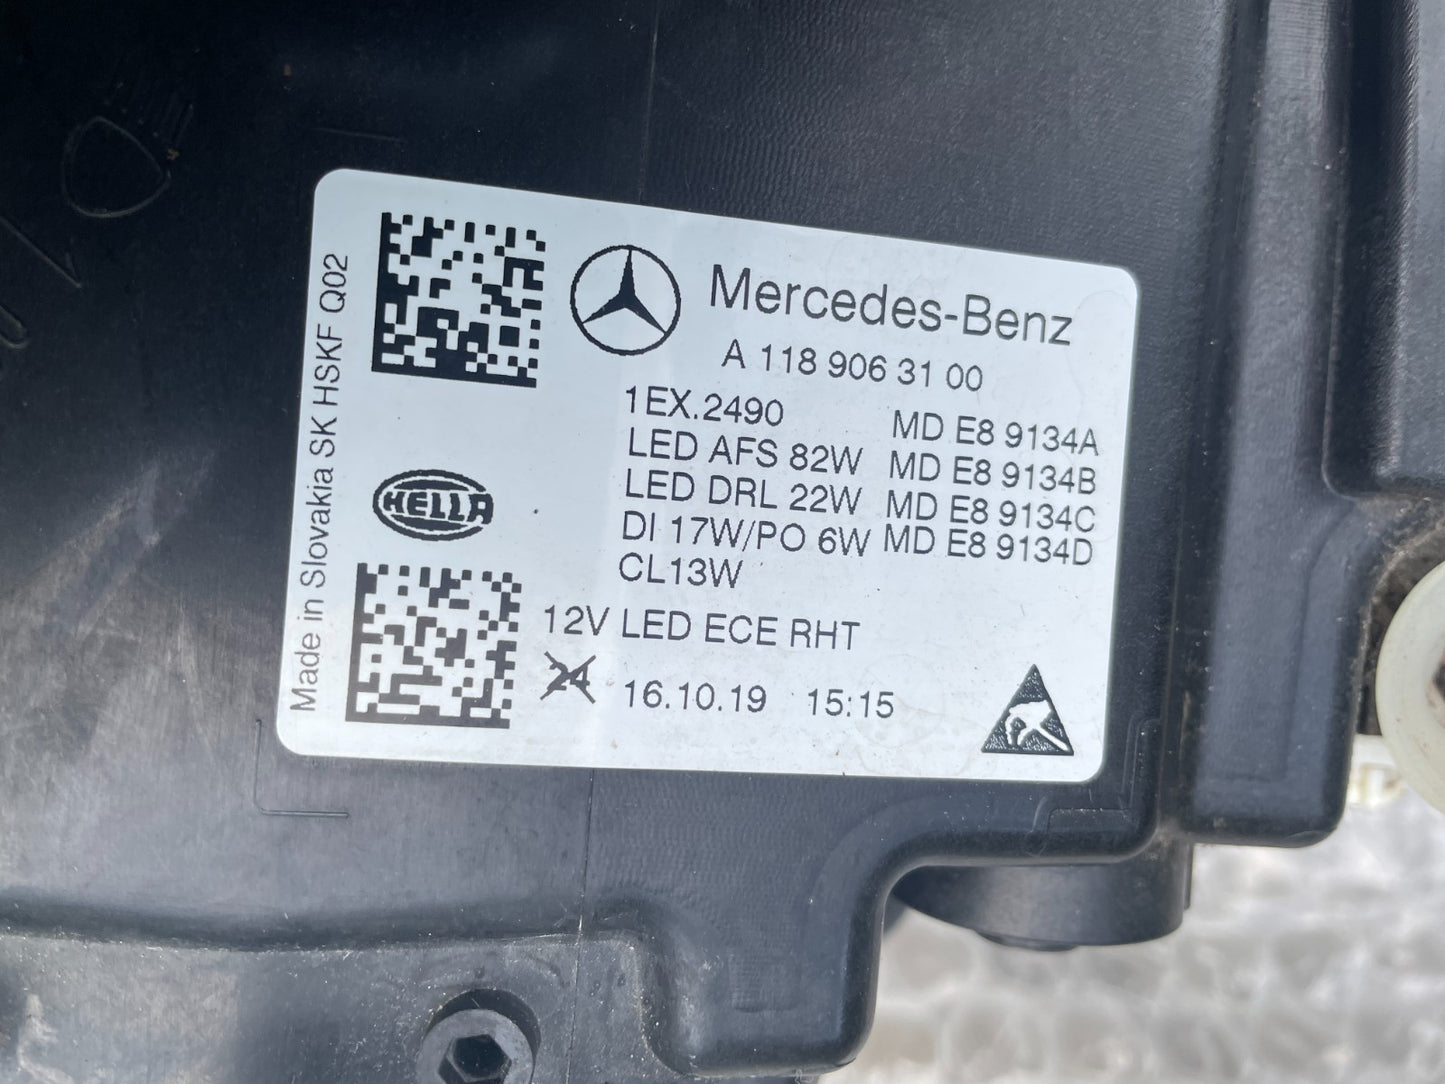 Made in Slovakia SK HSKF Q02
Mercedes-Benz
A 118 906 31 00
1EX.2490 MD E8 9134A
LED AFS 82W MD E8 9134B
LED DRL 22W MD E8 9134C
DI 17W/PO 6W MD E8 9134D
CL13W
HELLA
12V LED ECE RHT
24 16.10.19 15:15